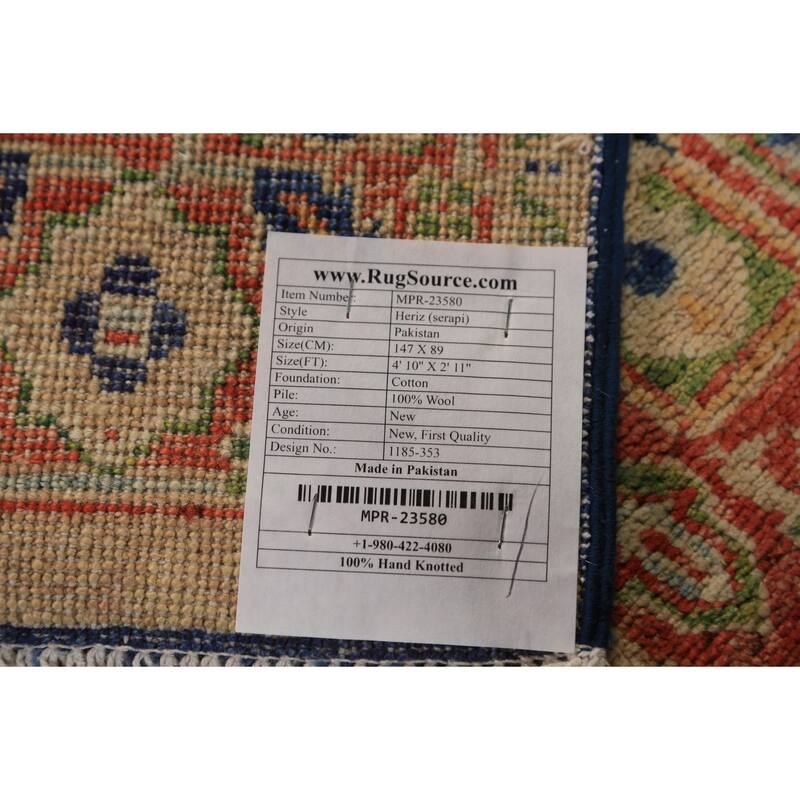 www.RugSource.com
Item Number: MPR-23580
Style Heriz (serapi)
Origin Pakistan
Size(CM): 147 X 89
Size(FT): 4' 10" X 2' 11"
Foundation: Cotton
Pile: 100% Wool
Age: New
Condition: New, First Quality
Design No.: 1185-353
Made in Pakistan
MPR-23580
+1-980-422-4080
100% Hand Knotted